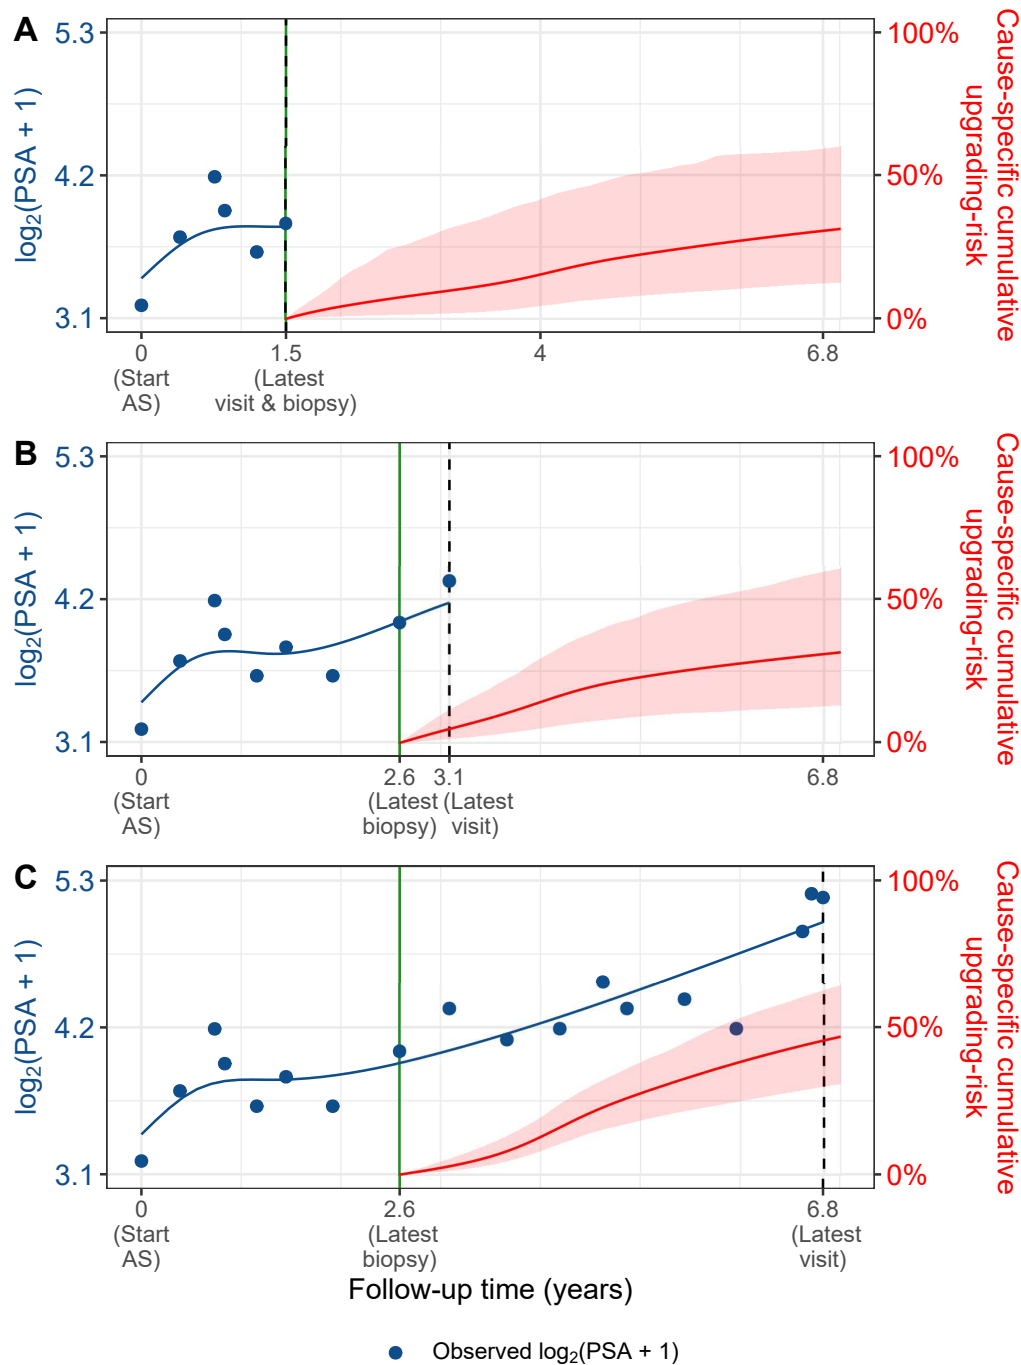 A
log₂(PSA + 1)
5.3
4.2
3.1
100%
50%
0%
Cause-specific cumulative
upgrading-risk
0
(Start
AS)
1.5
(Latest
visit & biopsy)
4
6.8
B
log₂(PSA + 1)
5.3
4.2
3.1
100%
50%
0%
Cause-specific cumulative
upgrading-risk
0
(Start
AS)
2.6
(Latest
biopsy)
3.1
(Latest
visit)
6.8
C
log₂(PSA + 1)
5.3
4.2
3.1
100%
50%
0%
Cause-specific cumulative
upgrading-risk
0
(Start
AS)
2.6
(Latest
biopsy)
6.8
(Latest
visit)
Follow-up time (years)
Observed log₂(PSA + 1)